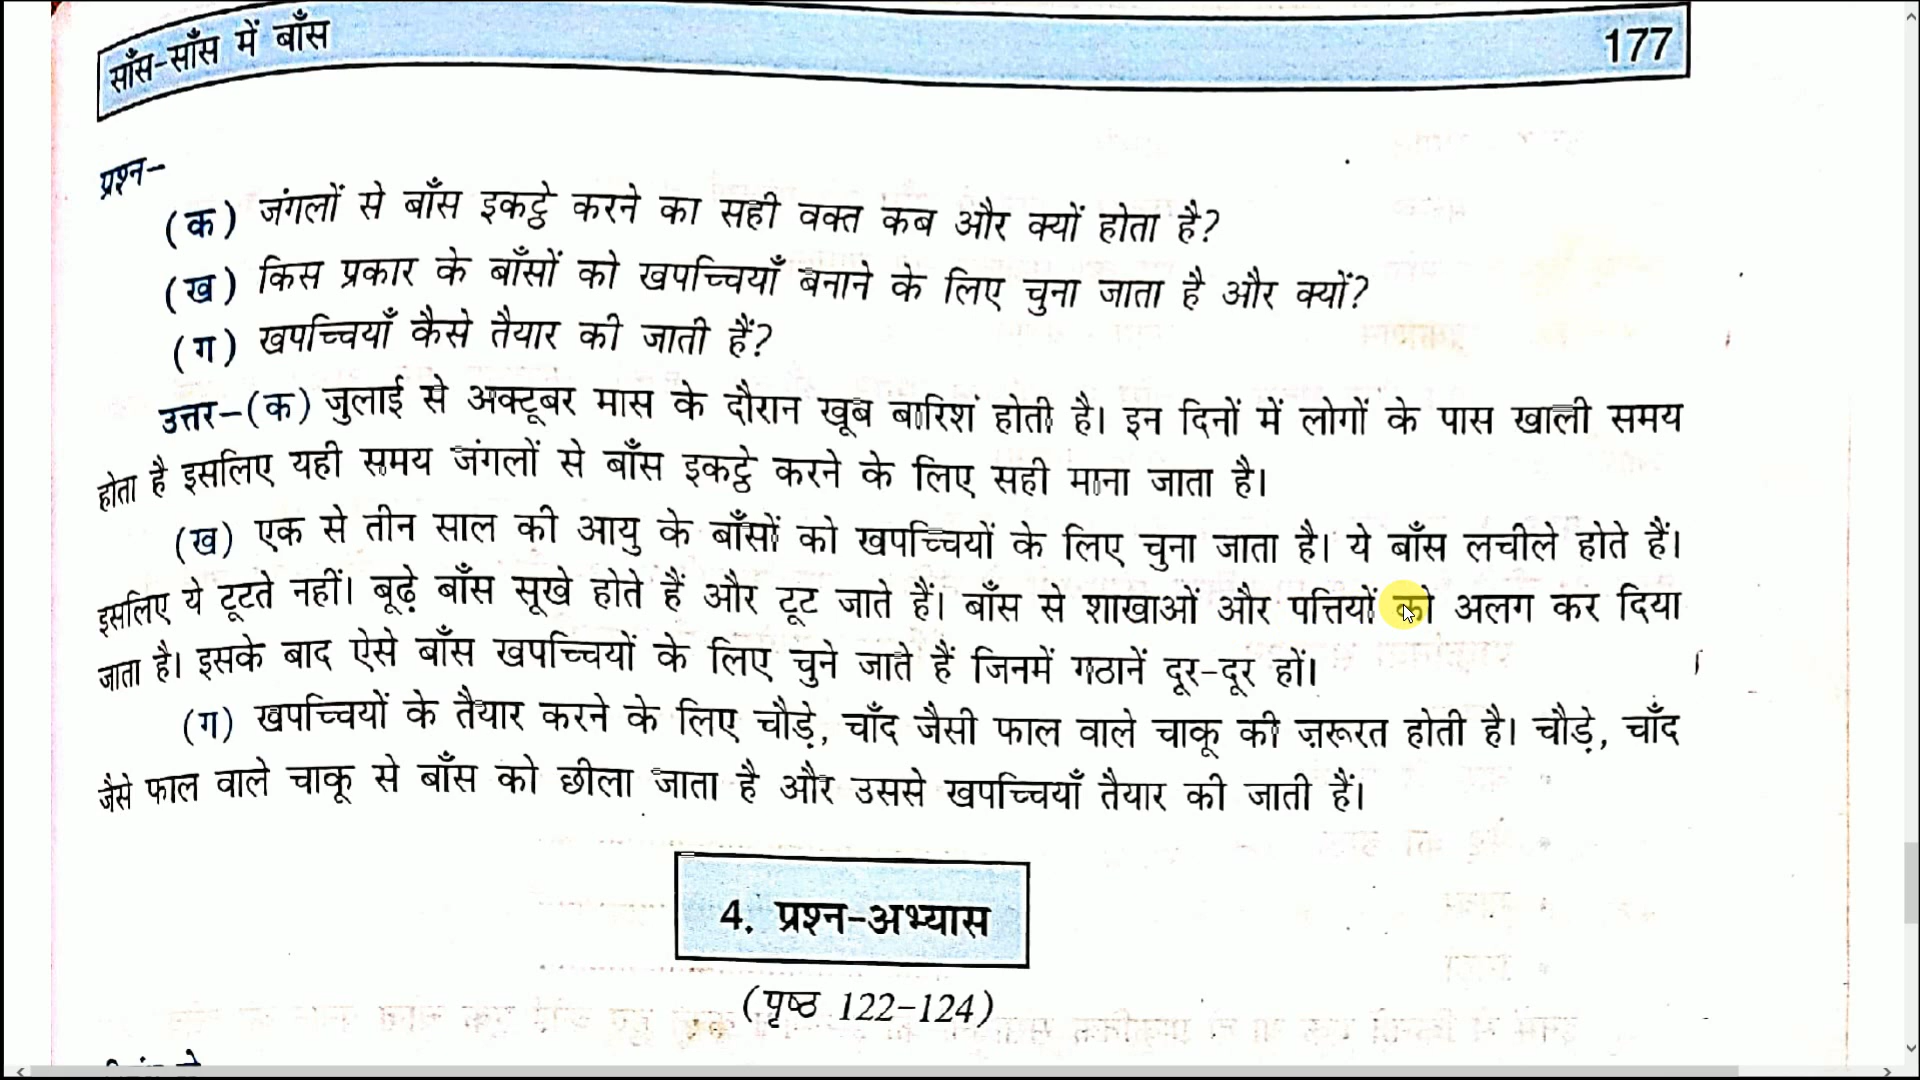 साँस-साँस में बाँस
177
प्रश्न-
(क) जंगलों से बाँस इकट्ठे करने का सही वक्त कब और क्यों होता है?
(ख) किस प्रकार के बाँसों को खपच्चियाँ बनाने के लिए चुना जाता है और क्यों?
(ग) खपच्चियाँ कैसे तैयार की जाती हैं?
उत्तर-(क) जुलाई से अक्टूबर मास के दौरान खूब बारिश होती है। इन दिनों में लोगों के पास खाली समय
होता है इसलिए यही समय जंगलों से बाँस इकट्ठे करने के लिए सही माना जाता है।
(ख) एक से तीन साल की आयु के बाँसों को खपच्चियों के लिए चुना जाता है। ये बाँस लचीले होते हैं।
इसलिए ये टूटते नहीं। बूढ़े बाँस सूखे होते हैं और टूट जाते हैं। बाँस से शाखाओं और पत्तियों को अलग कर दिया
जाता है। इसके बाद ऐसे बाँस खपच्चियों के लिए चुने जाते हैं जिनमें गठानें दूर-दूर हों।
(ग) खपच्चियों के तैयार करने के लिए चौड़े, चाँद जैसी फाल वाले चाकू की ज़रूरत होती है। चौड़े, चाँद
जैसे फाल वाले चाकू से बाँस को छीला जाता है और उससे खपच्चियाँ तैयार की जाती हैं।
4. प्रश्न-अभ्यास
(पृष्ठ 122-124)